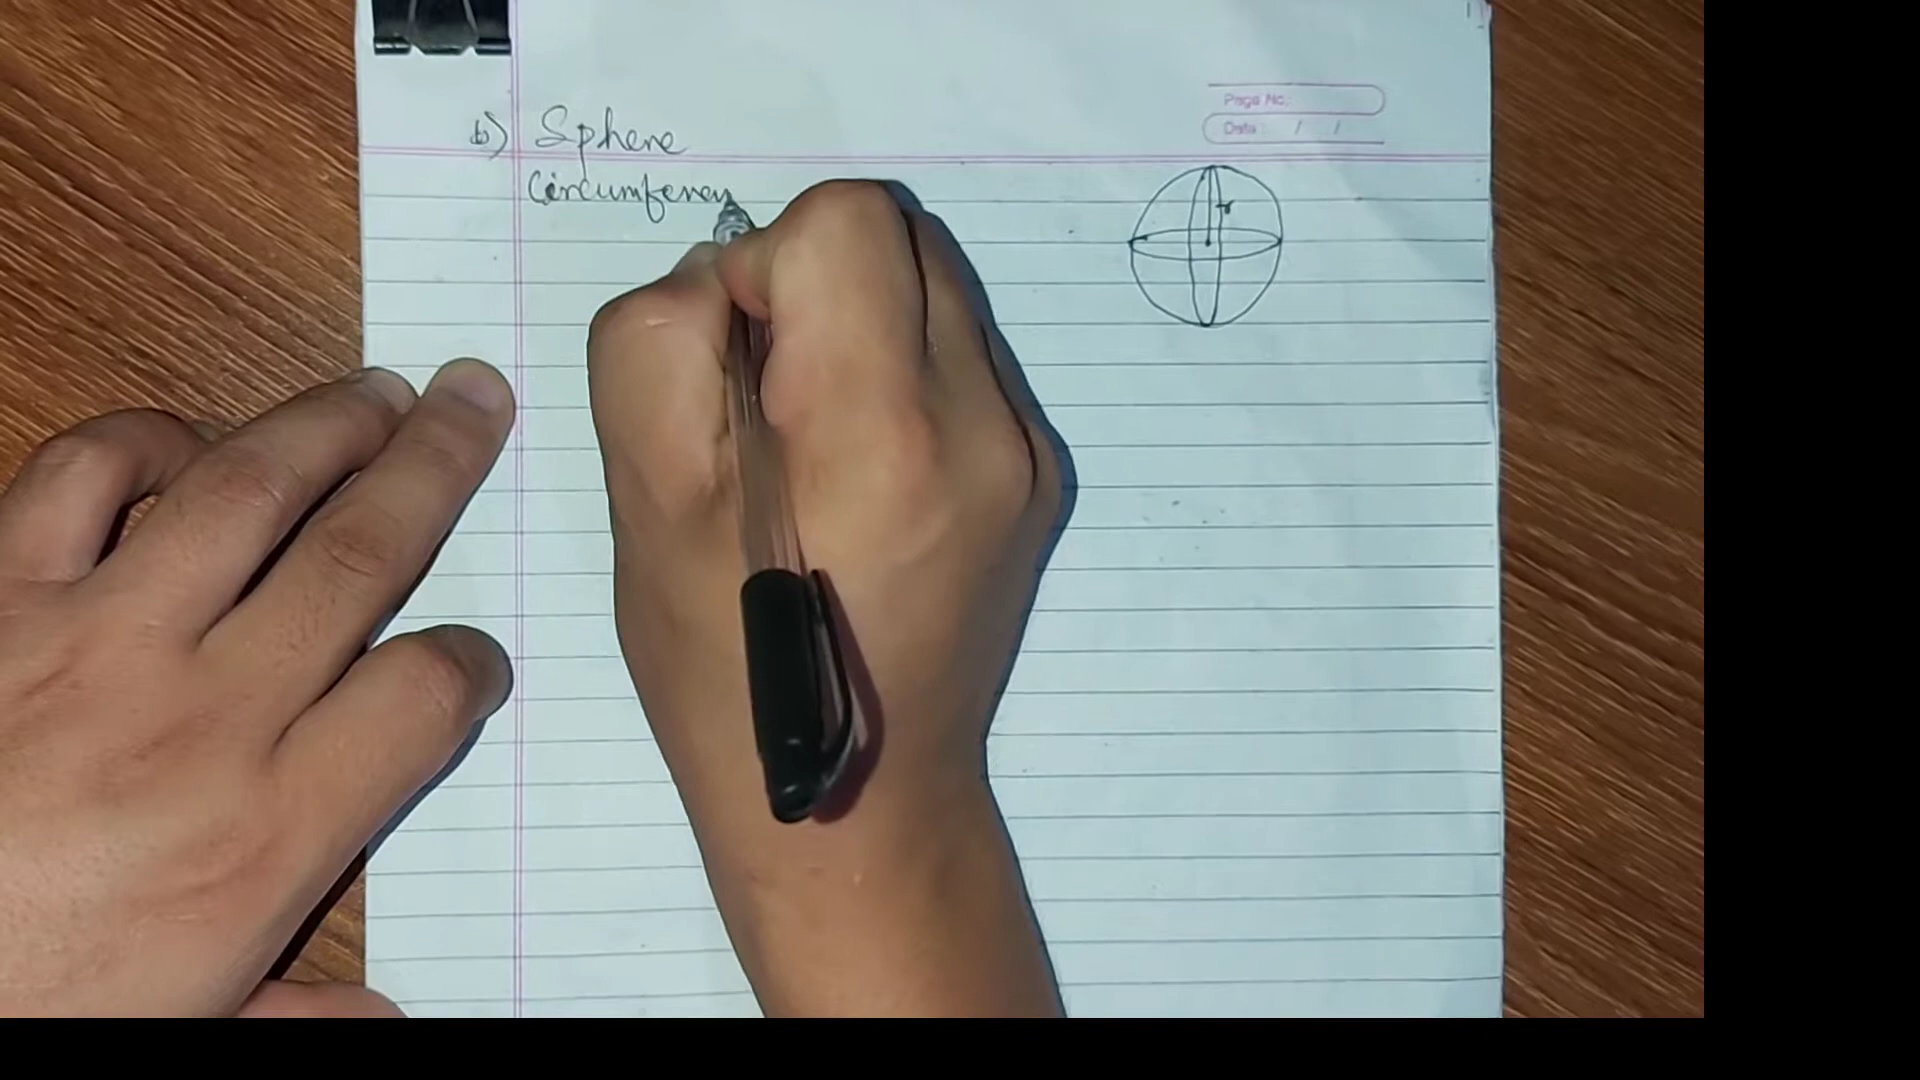 Page No.:
Date: / /
b) Sphere
Circumferen
r